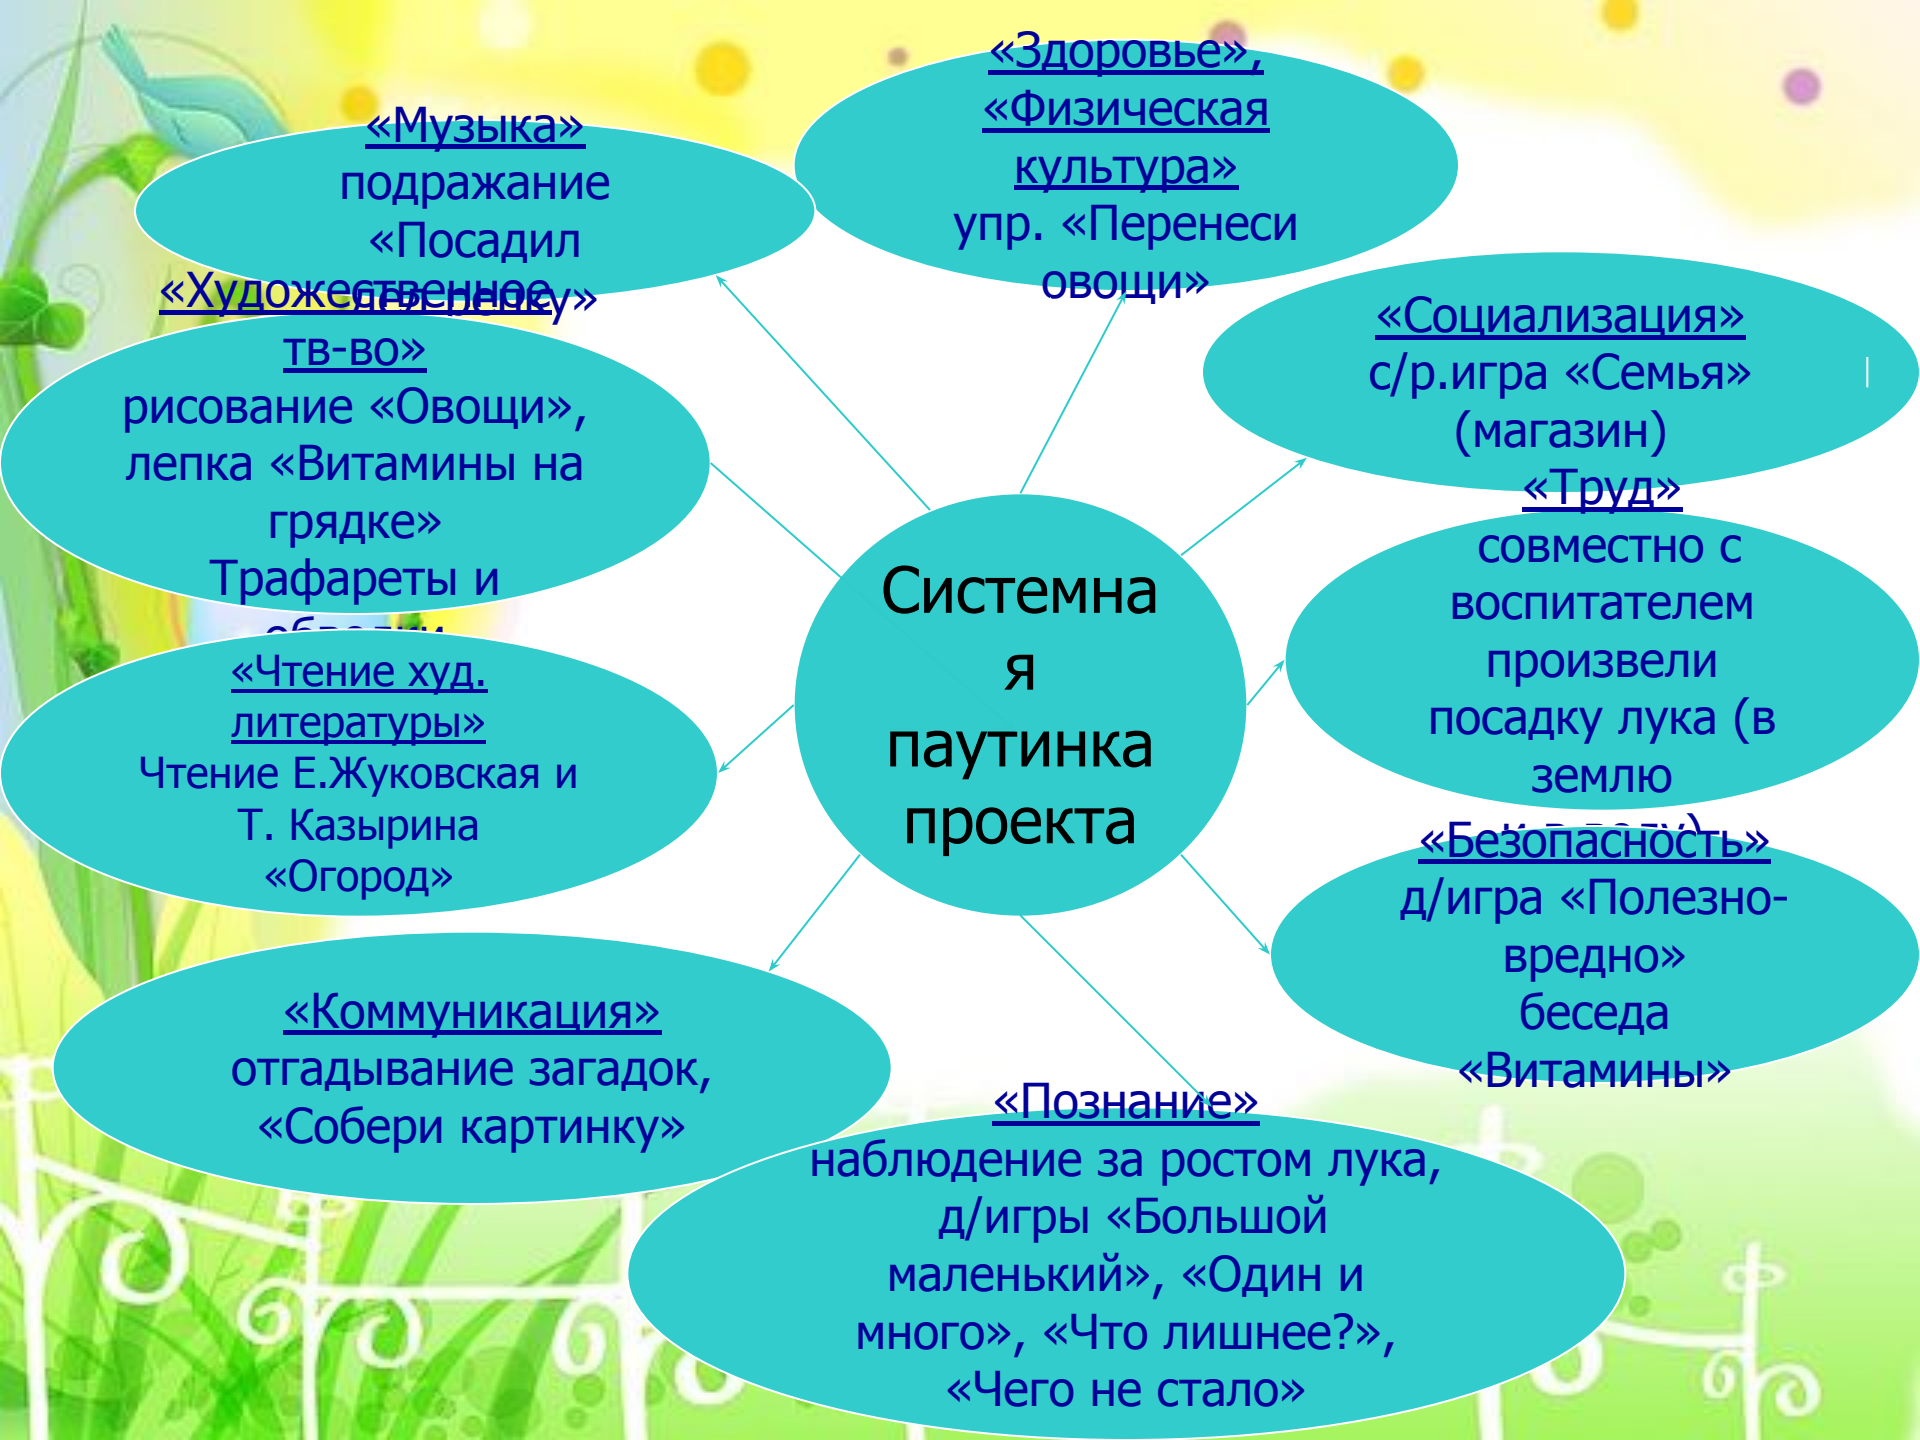 «Музыка»
подражание
«Посадил
дед репку»
«Здоровье»,
«Физическая
культура»
упр. «Перенеси
овощи»
«Социализация»
с/р.игра «Семья»
(магазин)
«Художественное
тв-во»
рисование «Овощи»,
лепка «Витамины на
грядке»
Трафареты и
«Труд»
совместно с
воспитателем
произвели
посадку лука (в
землю
и в воду)
Системна
я
паутинка
проекта
«Чтение худ.
литературы»
Чтение Е.Жуковская и
Т. Казырина
«Огород»
«Безопасность»
д/игра «Полезно-
вредно»
беседа
«Витамины»
«Коммуникация»
отгадывание загадок,
«Собери картинку»
«Познание»
наблюдение за ростом лука,
д/игры «Большой
маленький», «Один и
много», «Что лишнее?»,
«Чего не стало»